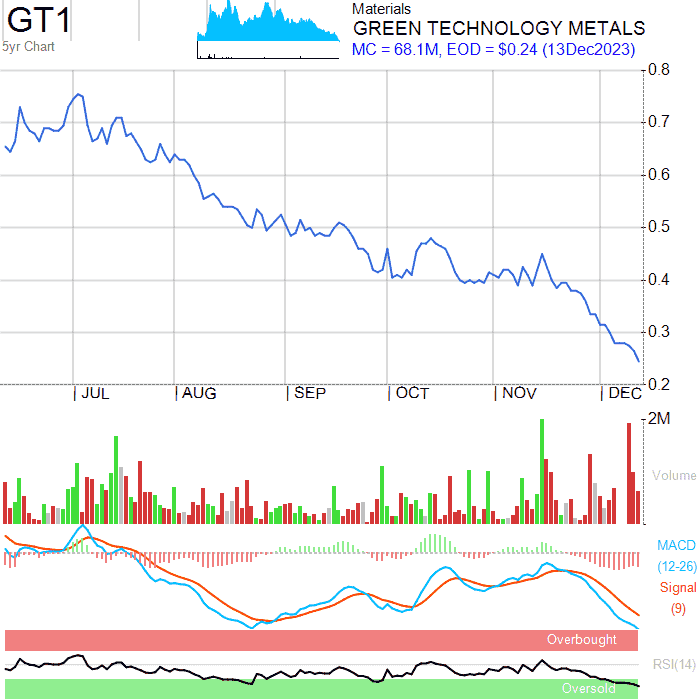 GT1
5yr Chart
Materials
GREEN TECHNOLOGY METALS
MC = 68.1M, EOD = $0.24 (13Dec2023)
0.8
0.7
0.6
0.5
0.4
0.3
0.2
JUL AUG SEP OCT NOV DEC
2M
Volume
MACD
(12-26)
Signal
(9)
Overbought
RSI(14)
Oversold